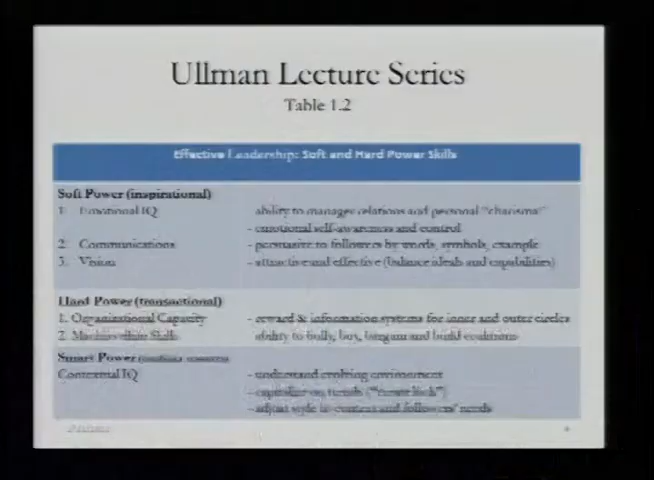 Ullman Lecture Series
Table 1.2
Effective Leadership: Soft and Hard Power Skills
Soft Power (inspirational)
1. Emotional IQ - ability to manage relations and personal "charisma"
- emotional self-awareness and control
2. Communications - persuasive to followers by words, symbols, example
3. Vision - attractive and effective (balance ideals and capabilities)
Hard Power (transactional)
1. Organizational Capacity - reward & information systems for inner and outer circles
2. Machiavellian Skills - ability to bully, buy, bargain and build coalitions
Smart Power
Contextual IQ - understand evolving environment
- capitalize on trends
- adjust style to context and followers' needs